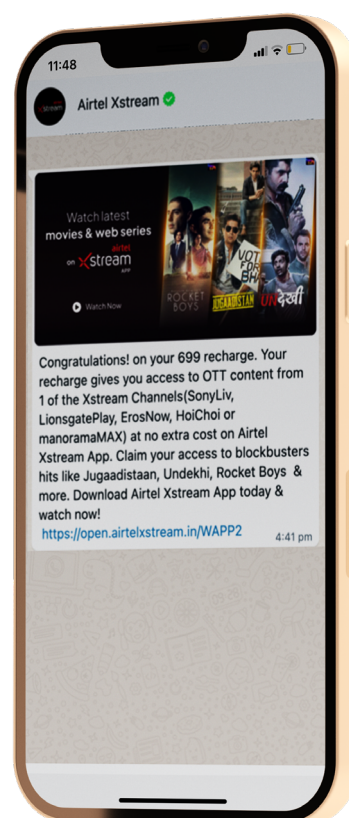 11:48
Xstream
Airtel Xstream
Watch latest
movies & web series
airtel
on Xstream
APP
Watch Now
ROCKET
BOYS
VOT
FOR
BH
JUGAADISTAN
UNदेखी
Congratulations! on your 699 recharge. Your
recharge gives you access to OTT content from
1 of the Xstream Channels(SonyLiv,
LionsgatePlay, ErosNow, HoiChoi or
manoramaMAX) at no extra cost on Airtel
Xstream App. Claim your access to blockbusters
hits like Jugaadistaan, Undekhi, Rocket Boys &
more. Download Airtel Xstream App today &
watch now!
https://open.airtelxstream.in/WAPP2
4:41 pm